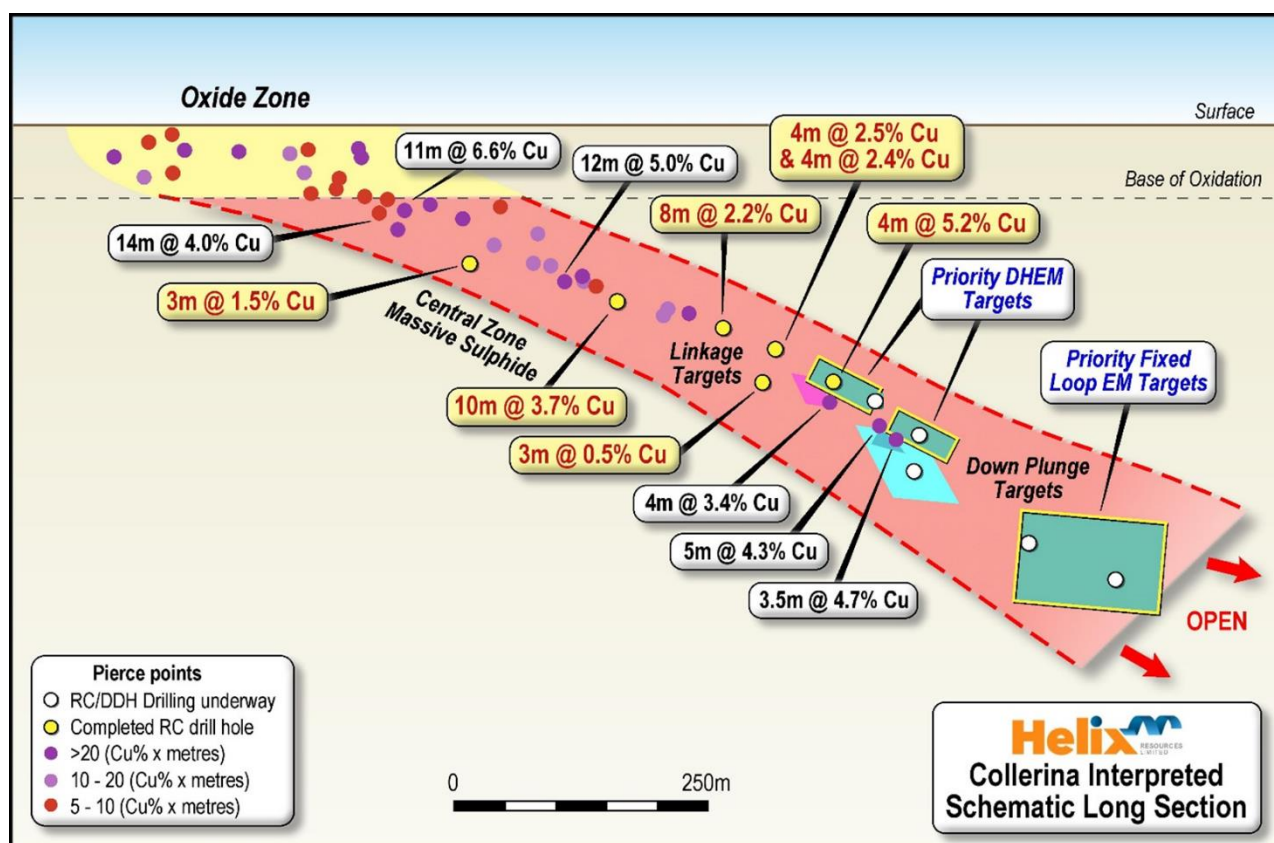 Oxide Zone
Surface
Base of Oxidation
11m @ 6.6% Cu
12m @ 5.0% Cu
4m @ 2.5% Cu
& 4m @ 2.4% Cu
8m @ 2.2% Cu
4m @ 5.2% Cu
14m @ 4.0% Cu
3m @ 1.5% Cu
Central Zone
Massive Sulphide
Priority DHEM
Targets
Linkage
Targets
Priority Fixed
Loop EM Targets
10m @ 3.7% Cu
3m @ 0.5% Cu
4m @ 3.4% Cu
5m @ 4.3% Cu
3.5m @ 4.7% Cu
Down Plunge
Targets
OPEN
Pierce points
RC/DDH Drilling underway
Completed RC drill hole
>20 (Cu% x metres)
10 - 20 (Cu% x metres)
5 - 10 (Cu% x metres)
0
250m
Helix
RESOURCES
LIMITED
Collerina Interpreted
Schematic Long Section